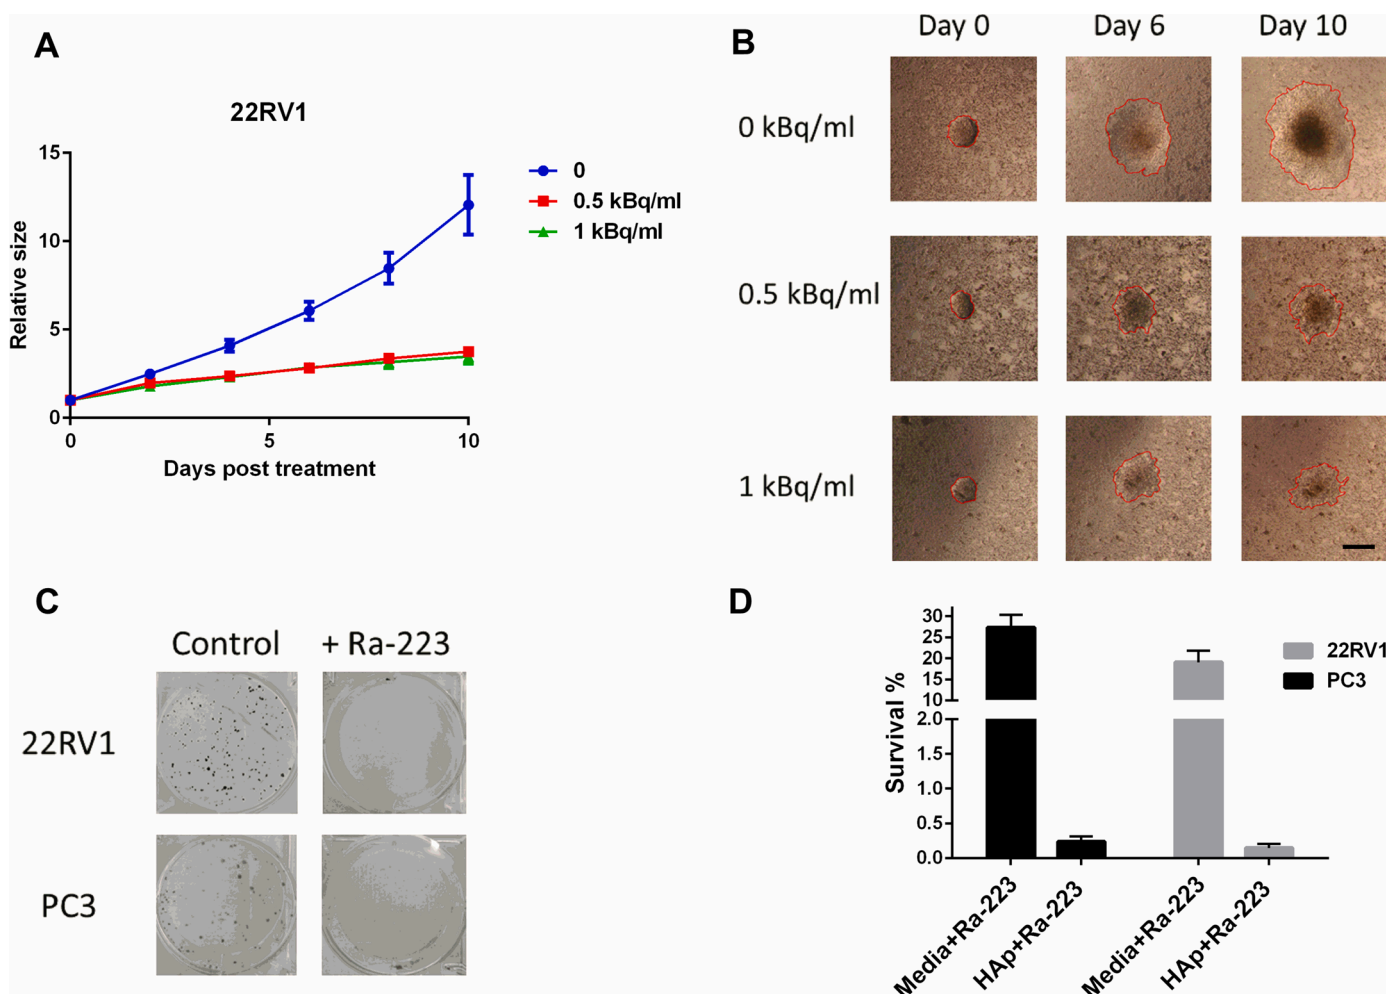 A
22RV1
15
10
5
0
0
5
10
Relative size
Days post treatment
0
0.5 kBq/ml
1 kBq/ml
B
Day 0
Day 6
Day 10
0 kBq/ml
0.5 kBq/ml
1 kBq/ml
C
Control
+ Ra-223
22RV1
PC3
D
30
25
20
15
10
2.0
1.5
1.0
0.5
0.0
Survival %
Media+Ra-223
HAp+Ra-223
Media+Ra-223
HAp+Ra-223
22RV1
PC3